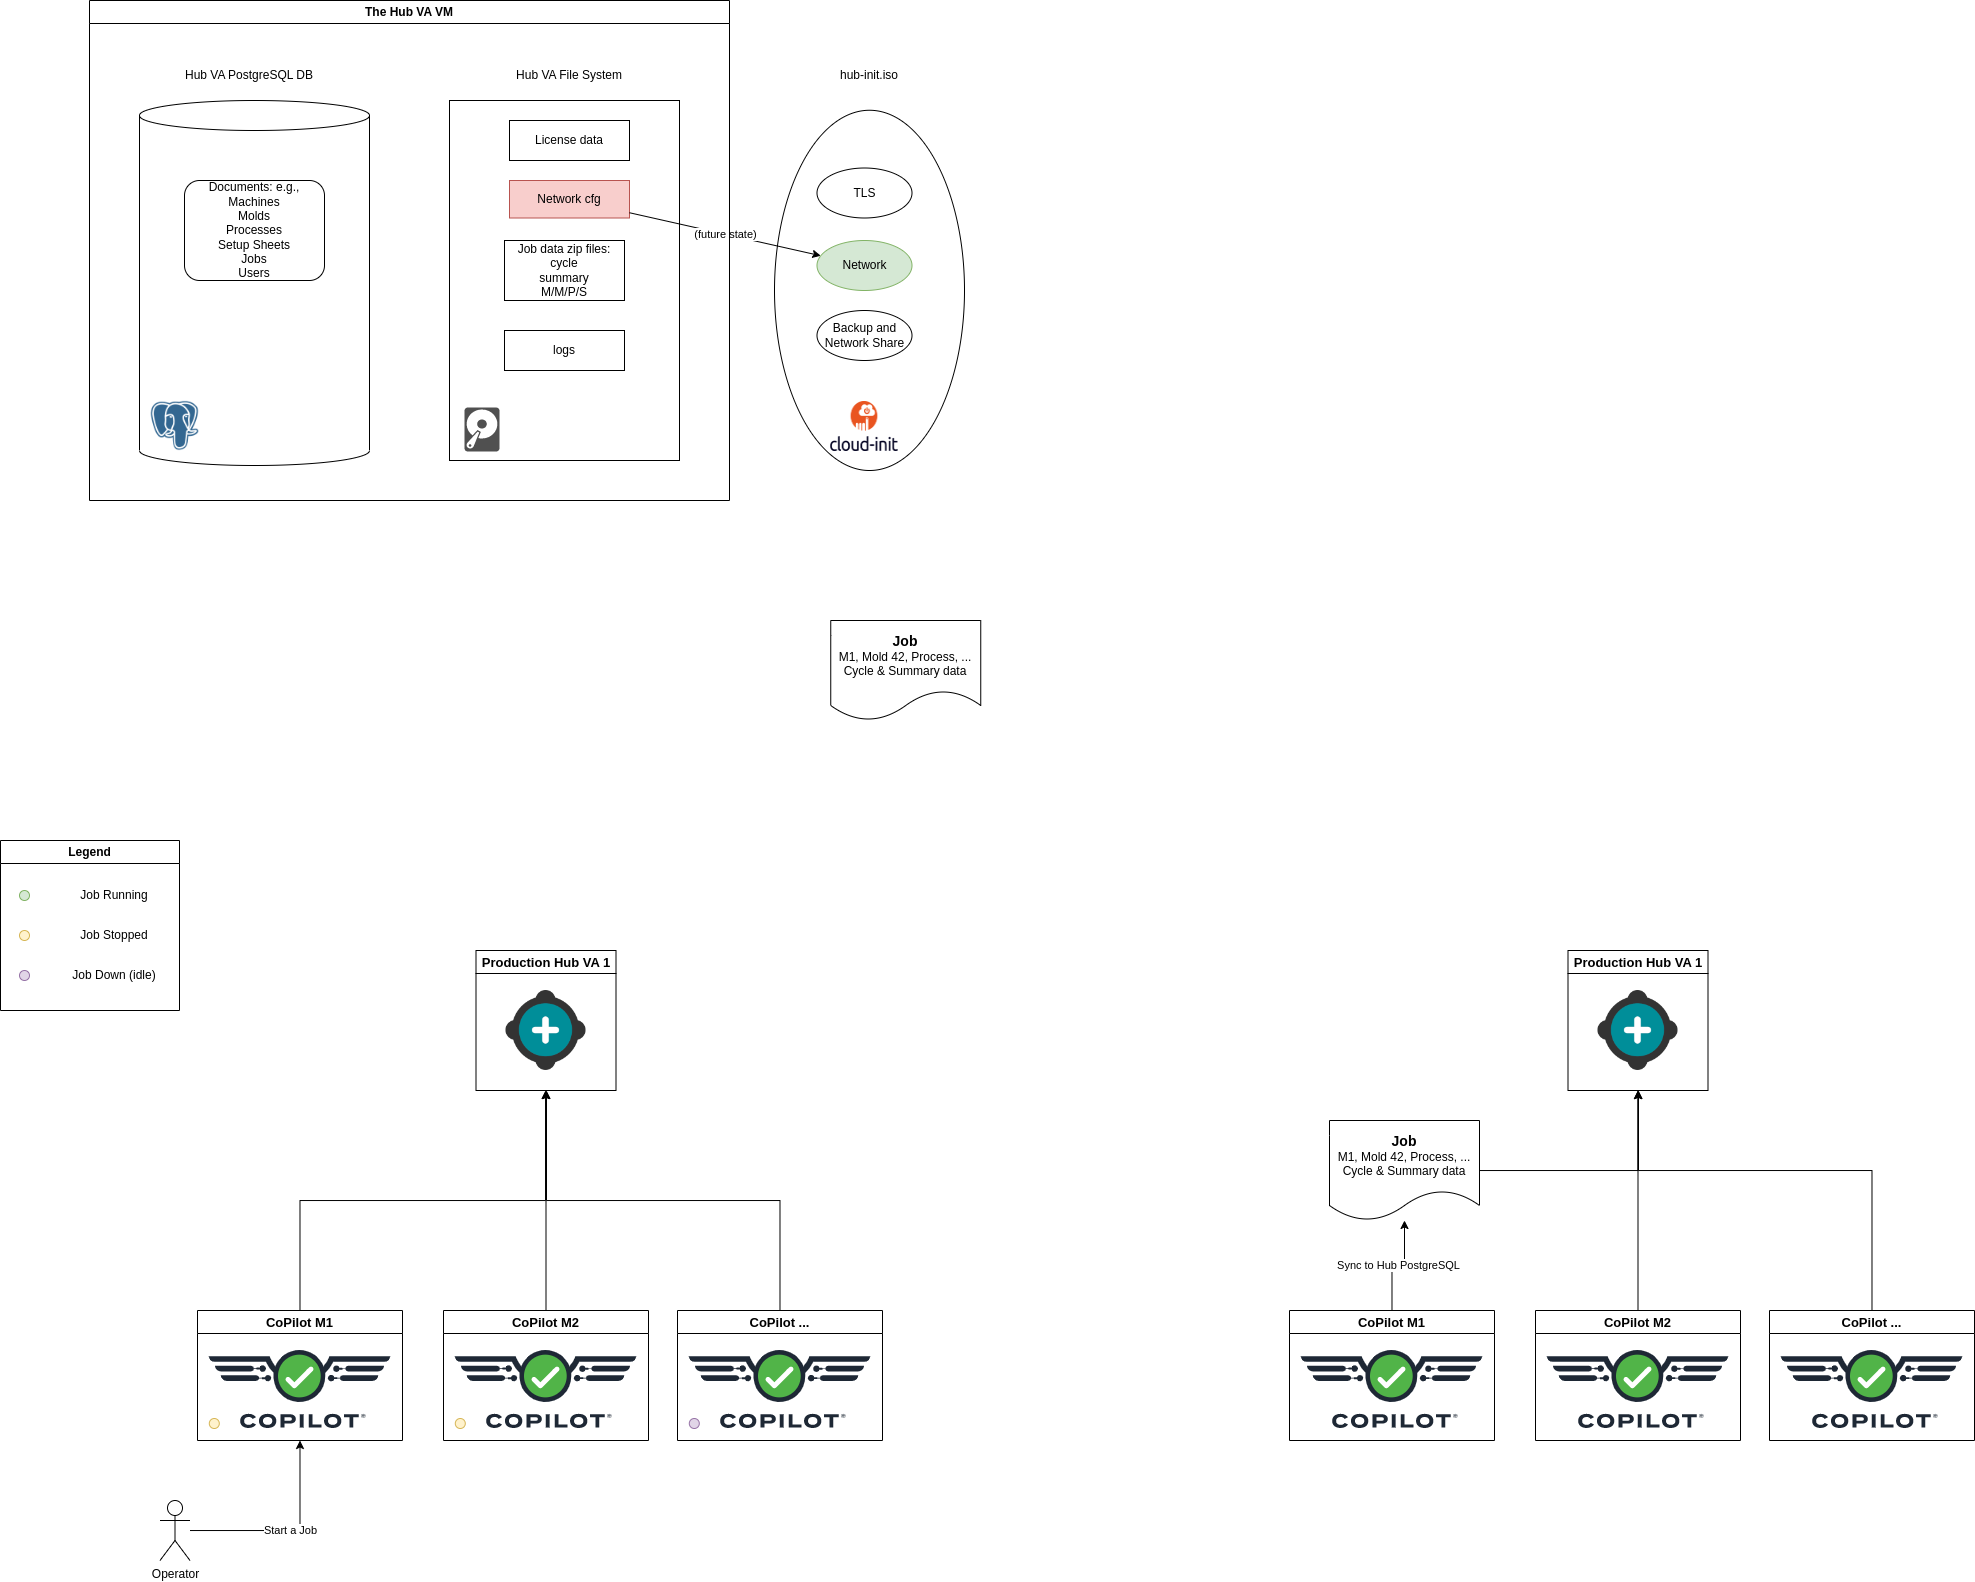 The Hub VA VM
Hub VA PostgreSQL DB
Hub VA File System
hub-init.iso
Documents: e.g.,
Machines
Molds
Processes
Setup Sheets
Jobs
Users
License data
Network cfg
Job data zip files:
cycle
summary
M/M/P/S
logs
(future state)
TLS
Network
Backup and
Network Share
cloud-init
Job
M1, Mold 42, Process, ...
Cycle & Summary data
Legend
Job Running
Job Stopped
Job Down (idle)
Production Hub VA 1
CoPilot M1
COPILOT®
CoPilot M2
COPILOT®
CoPilot ...
COPILOT®
Start a Job
Operator
Production Hub VA 1
Job
M1, Mold 42, Process, ...
Cycle & Summary data
Sync to Hub PostgreSQL
CoPilot M1
COPILOT®
CoPilot M2
COPILOT®
CoPilot ...
COPILOT®